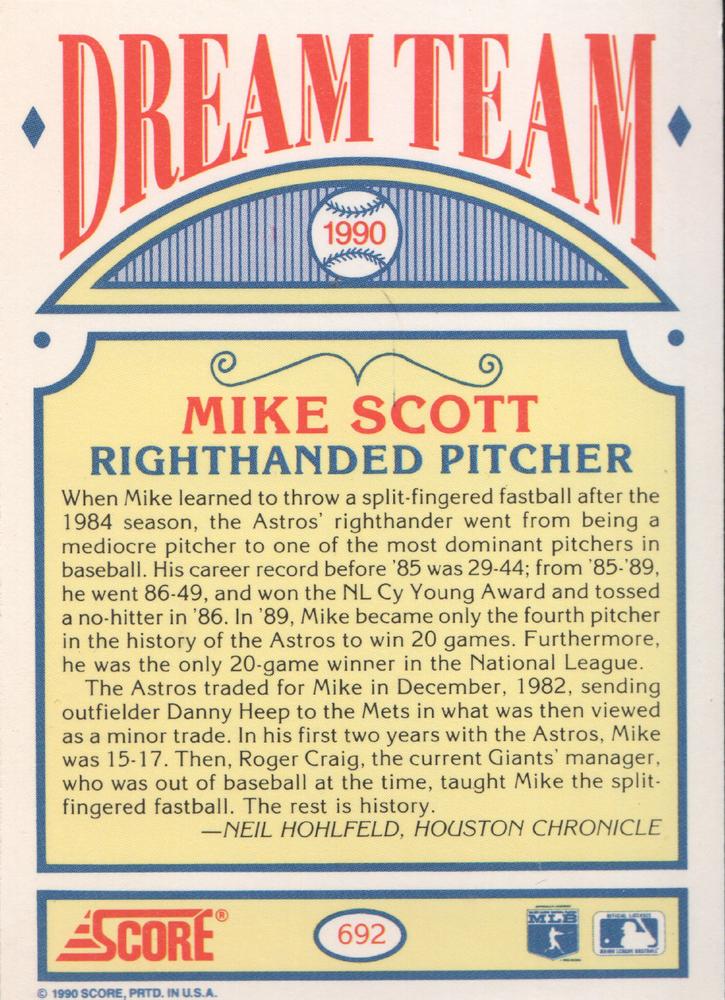 DREAM TEAM
1990
MIKE SCOTT
RIGHTHANDED PITCHER
When Mike learned to throw a split-fingered fastball after the
1984 season, the Astros' righthander went from being a
mediocre pitcher to one of the most dominant pitchers in
baseball. His career record before '85 was 29-44; from '85-'89,
he went 86-49, and won the NL Cy Young Award and tossed
a no-hitter in '86. In '89, Mike became only the fourth pitcher
in the history of the Astros to win 20 games. Furthermore,
he was the only 20-game winner in the National League.
The Astros traded for Mike in December, 1982, sending
outfielder Danny Heep to the Mets in what was then viewed
as a minor trade. In his first two years with the Astros, Mike
was 15-17. Then, Roger Craig, the current Giants' manager,
who was out of baseball at the time, taught Mike the split-
fingered fastball. The rest is history.
—NEIL HOHLFELD, HOUSTON CHRONICLE
SCORE®
692
MLB
© 1990 SCORE, PRTD. IN U.S.A.